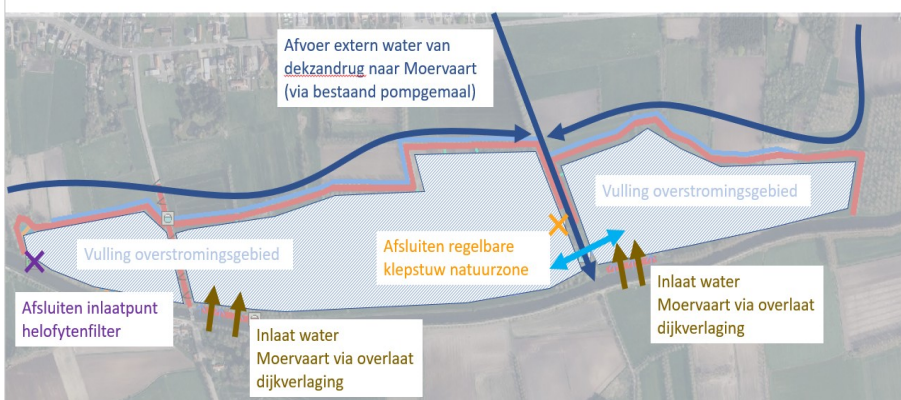 Afvoer extern water van
dekzandrug naar Moervaart
(via bestaand pompgemaal)
Vulling overstromingsgebied
Vulling overstromingsgebied
Afsluiten regelbare
klepstuw natuurzone
Afsluiten inlaatpunt
helofytenfilter
Inlaat water
Moervaart via overlaat
dijkverlaging
Inlaat water
Moervaart via overlaat
dijkverlaging